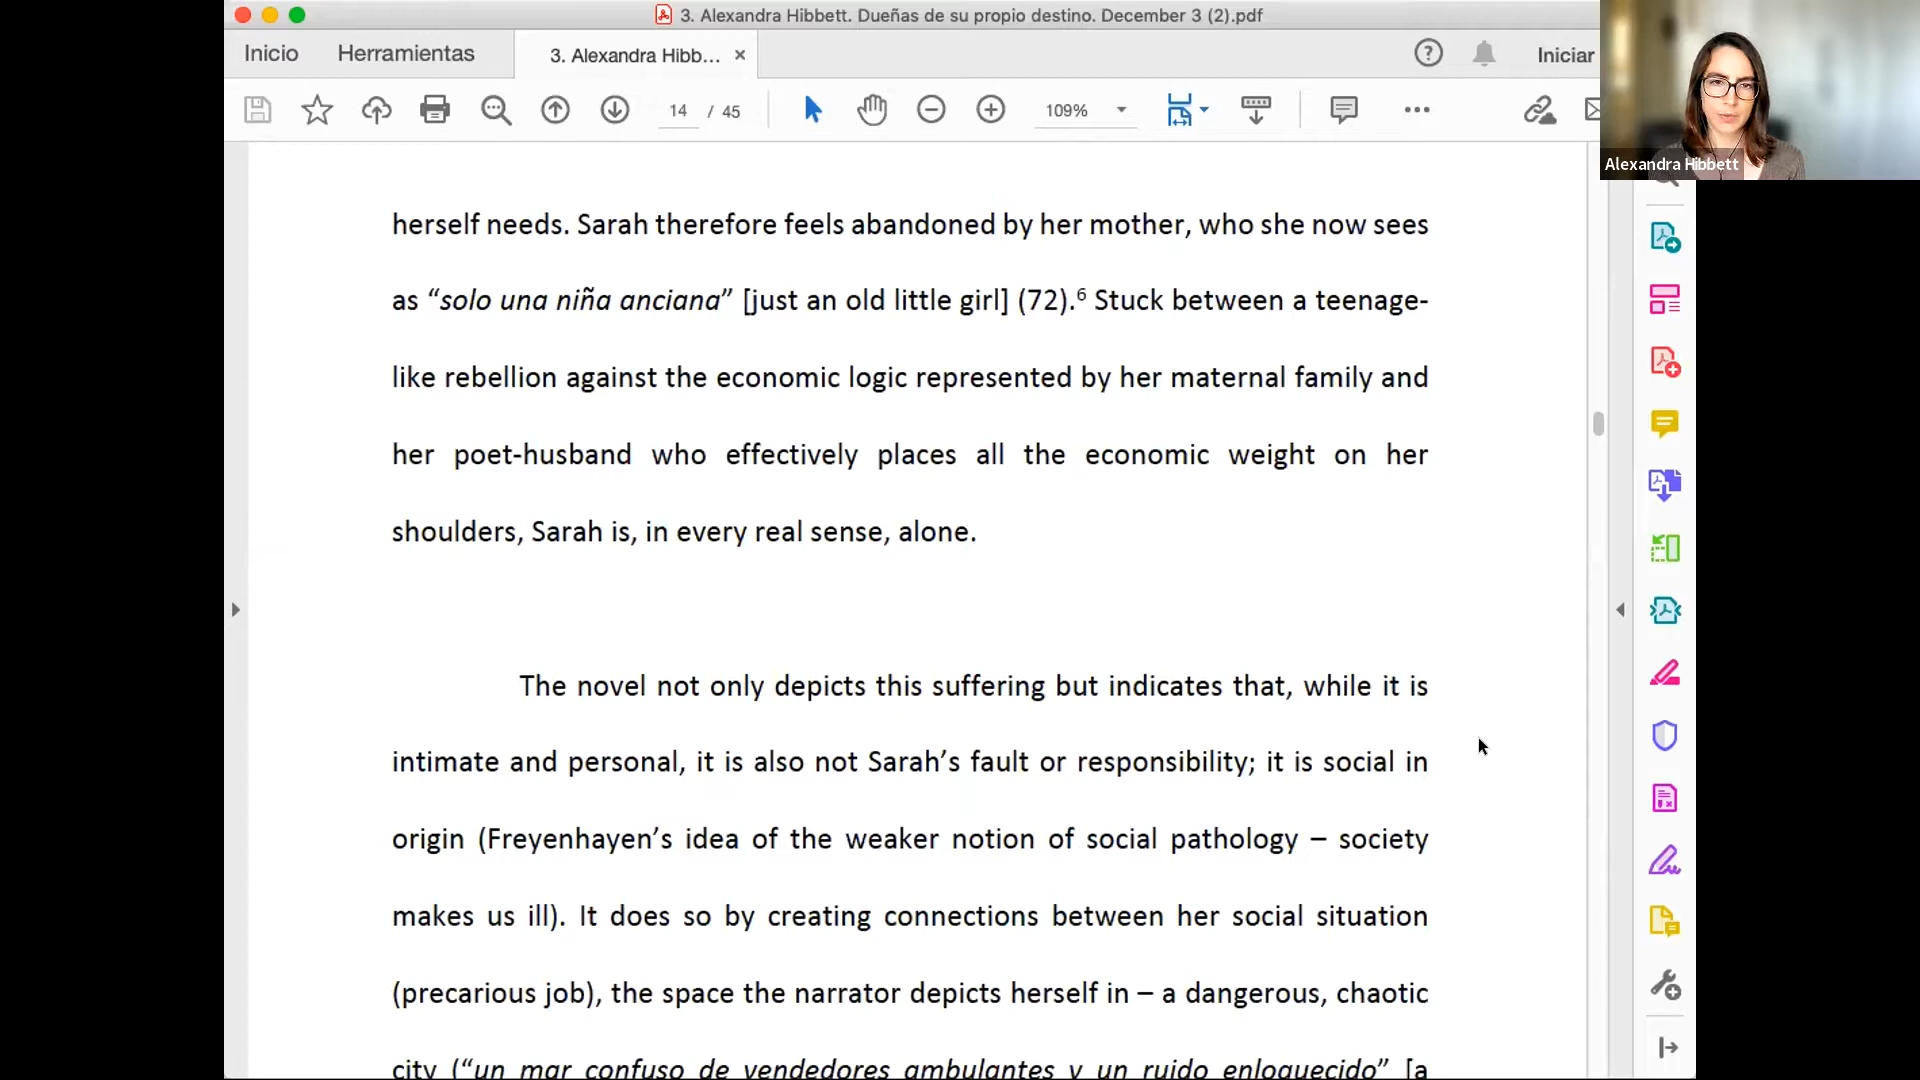 3. Alexandra Hibbett. Dueñas de su propio destino. December 3 (2).pdf
Inicio
Herramientas
3. Alexandra Hibb... ×
Iniciar
14 / 45
109%
Alexandra Hibbett
herself needs. Sarah therefore feels abandoned by her mother, who she now sees
as “solo una niña anciana” [just an old little girl] (72).⁶ Stuck between a teenage-
like rebellion against the economic logic represented by her maternal family and
her poet-husband who effectively places all the economic weight on her
shoulders, Sarah is, in every real sense, alone.
The novel not only depicts this suffering but indicates that, while it is
intimate and personal, it is also not Sarah’s fault or responsibility; it is social in
origin (Freyenhayen’s idea of the weaker notion of social pathology – society
makes us ill). It does so by creating connections between her social situation
(precarious job), the space the narrator depicts herself in – a dangerous, chaotic
city (“un mar confuso de vendedores ambulantes y un ruido enloquecido” [a